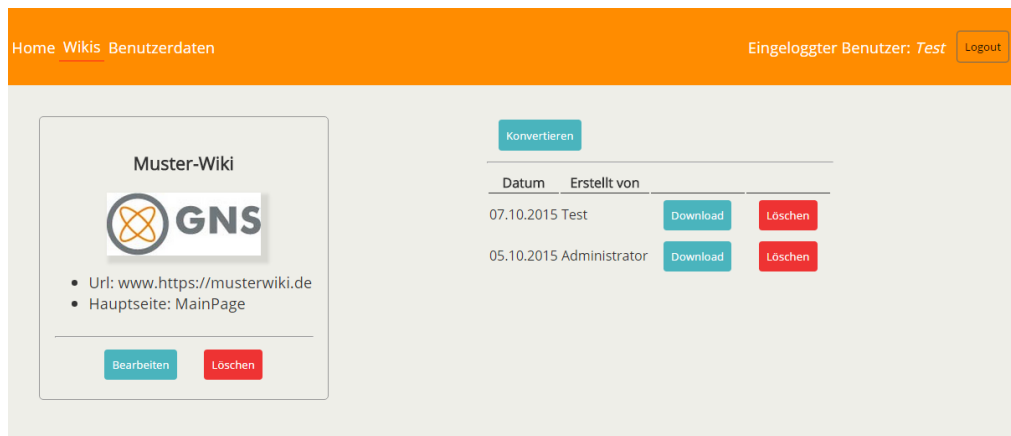 Home Wikis Benutzerdaten Eingeloggter Benutzer: Test Logout
Muster-Wiki
GNS
Url: www.https://musterwiki.de
Hauptseite: MainPage
Bearbeiten Löschen
Konvertieren
Datum Erstellt von
07.10.2015 Test Download Löschen
05.10.2015 Administrator Download Löschen